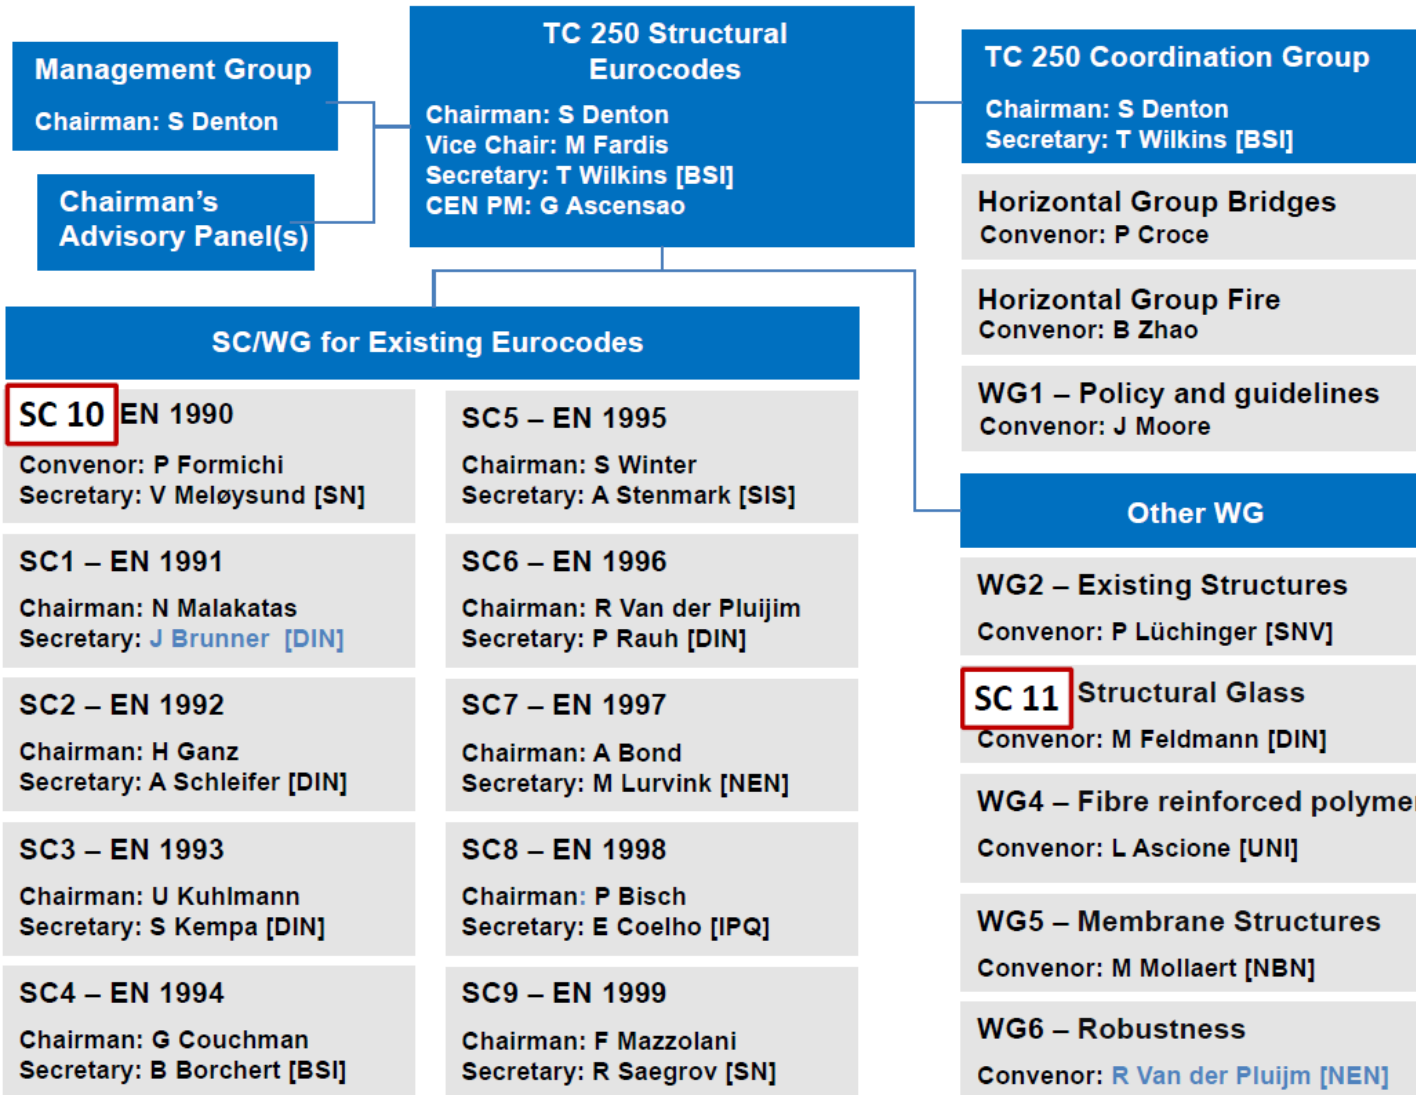 Management Group
Chairman: S Denton
Chairman's
Advisory Panel(s)
TC 250 Structural
Eurocodes
Chairman: S Denton
Vice Chair: M Fardis
Secretary: T Wilkins [BSI]
CEN PM: G Ascensao
TC 250 Coordination Group
Chairman: S Denton
Secretary: T Wilkins [BSI]
Horizontal Group Bridges
Convenor: P Croce
Horizontal Group Fire
Convenor: B Zhao
WG1 – Policy and guidelines
Convenor: J Moore
SC/WG for Existing Eurocodes
SC 10 EN 1990
Convenor: P Formichi
Secretary: V Meløysund [SN]
SC1 – EN 1991
Chairman: N Malakatas
Secretary: J Brunner [DIN]
SC2 – EN 1992
Chairman: H Ganz
Secretary: A Schleifer [DIN]
SC3 – EN 1993
Chairman: U Kuhlmann
Secretary: S Kempa [DIN]
SC4 – EN 1994
Chairman: G Couchman
Secretary: B Borchert [BSI]
SC5 – EN 1995
Chairman: S Winter
Secretary: A Stenmark [SIS]
SC6 – EN 1996
Chairman: R Van der Pluijim
Secretary: P Rauh [DIN]
SC7 – EN 1997
Chairman: A Bond
Secretary: M Lurvink [NEN]
SC8 – EN 1998
Chairman: P Bisch
Secretary: E Coelho [IPQ]
SC9 – EN 1999
Chairman: F Mazzolani
Secretary: R Saegrov [SN]
Other WG
WG2 – Existing Structures
Convenor: P Lüchinger [SNV]
SC 11 Structural Glass
Convenor: M Feldmann [DIN]
WG4 – Fibre reinforced polymer
Convenor: L Ascione [UNI]
WG5 – Membrane Structures
Convenor: M Mollaert [NBN]
WG6 – Robustness
Convenor: R Van der Pluijm [NEN]